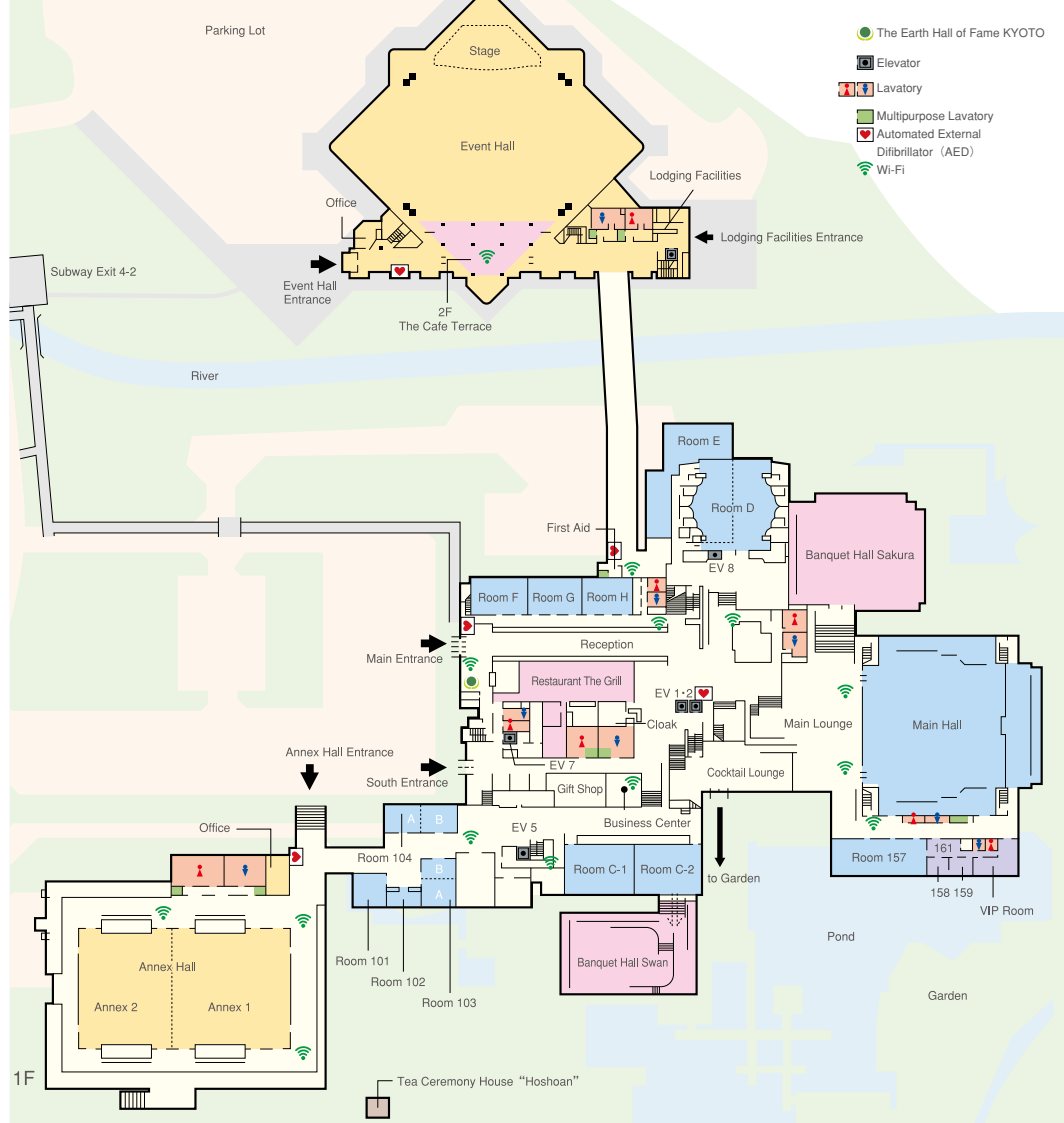 Parking Lot
Stage
Event Hall
The Earth Hall of Fame KYOTO
Elevator
Lavatory
Multipurpose Lavatory
Automated External
Difibrillator（AED）
Wi-Fi
Lodging Facilities
Office
Lodging Facilities Entrance
Subway Exit 4-2
Event Hall
Entrance
2F
The Cafe Terrace
River
Room E
Room D
First Aid
Banquet Hall Sakura
EV 8
Room F
Room G
Room H
Reception
Main Entrance
Restaurant The Grill
EV 1・2
Cloak
Main Lounge
Main Hall
Annex Hall Entrance
EV 7
South Entrance
Cocktail Lounge
Gift Shop
Business Center
Office
A
B
EV 5
Room 104
B
A
Room C-1
Room C-2
to Garden
Room 157
161
158
159
VIP Room
Pond
Room 101
Room 102
Room 103
Banquet Hall Swan
Annex Hall
Annex 2
Annex 1
Garden
1F
Tea Ceremony House “Hoshoan”